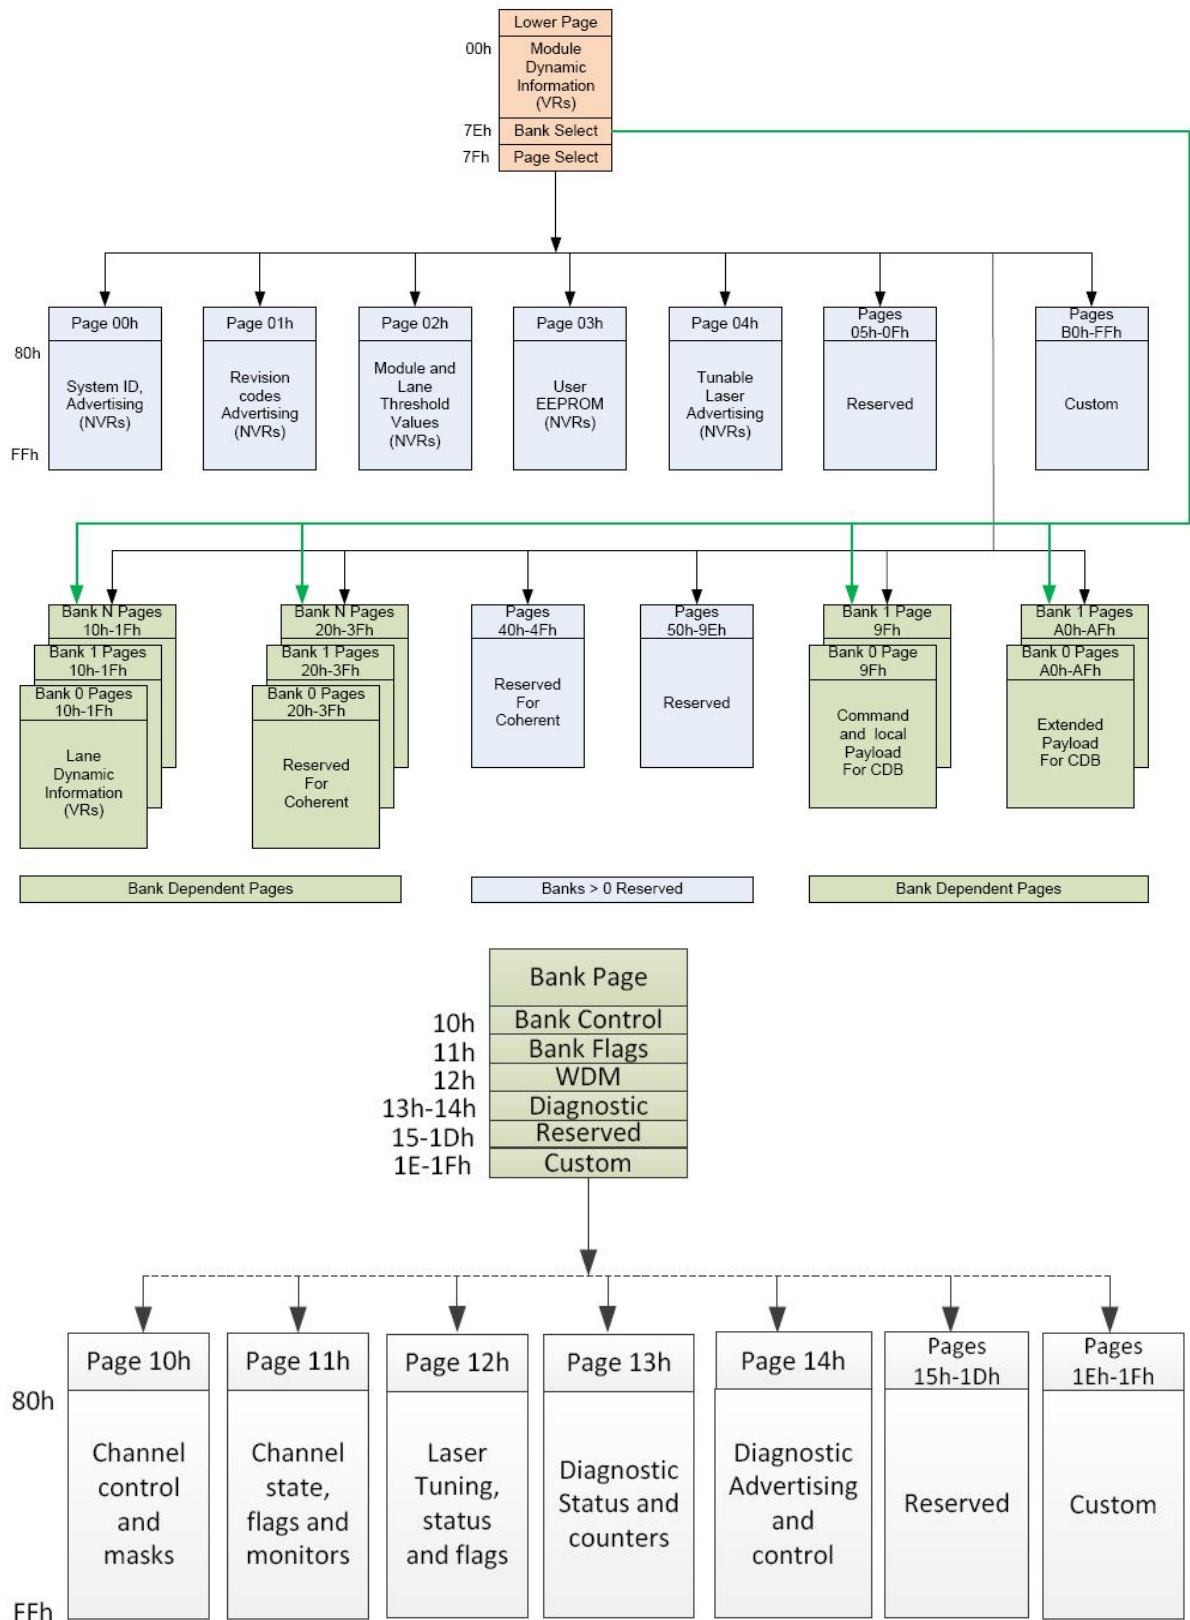 Lower Page
00h
Module
Dynamic
Information
(VRs)
7Eh
Bank Select
7Fh
Page Select
Page 00h
Page 01h
Page 02h
Page 03h
Page 04h
Pages
05h-0Fh
Pages
B0h-FFh
80h
System ID,
Advertising
(NVRs)
Revision
codes
Advertising
(NVRs)
Module and
Lane
Threshold
Values
(NVRs)
User
EEPROM
(NVRs)
Tunable
Laser
Advertising
(NVRs)
Reserved
Custom
FFh
Bank N Pages
10h-1Fh
Bank 1 Pages
10h-1Fh
Bank 0 Pages
10h-1Fh
Lane
Dynamic
Information
(VRs)
Bank N Pages
20h-3Fh
Bank 1 Pages
20h-3Fh
Bank 0 Pages
20h-3Fh
Reserved
For
Coherent
Pages
40h-4Fh
Reserved
For
Coherent
Pages
50h-9Eh
Reserved
Bank 1 Page
9Fh
Bank 0 Page
9Fh
Command
and local
Payload
For CDB
Bank 1 Pages
A0h-AFh
Bank 0 Pages
A0h-AFh
Extended
Payload
For CDB
Bank Dependent Pages
Banks > 0 Reserved
Bank Dependent Pages
Bank Page
10h
Bank Control
11h
Bank Flags
12h
WDM
13h-14h
Diagnostic
15-1Dh
Reserved
1E-1Fh
Custom
Page 10h
Page 11h
Page 12h
Page 13h
Page 14h
Pages
15h-1Dh
Pages
1Eh-1Fh
80h
Channel
control
and
masks
Channel
state,
flags and
monitors
Laser
Tuning,
status
and flags
Diagnostic
Status and
counters
Diagnostic
Advertising
and
control
Reserved
Custom
FFh